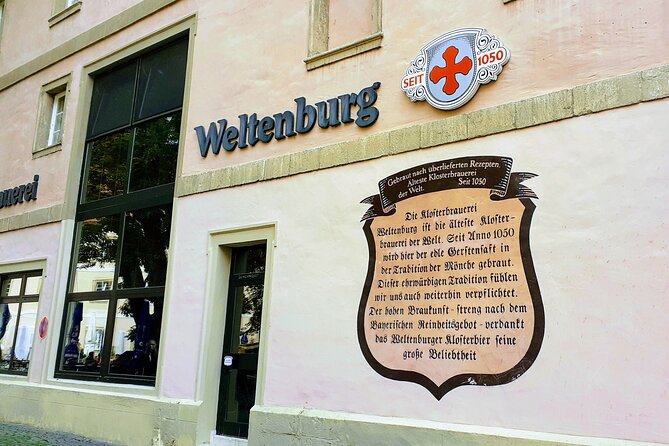 Weltenburg
SEIT 1050
auerei
Gebraut nach überlieferten Rezepten.
Älteste Klosterbrauerei
der Welt. Seit 1050
Die Klosterbrauerei
Weltenburg ist die älteste Kloster-
brauerei der Welt. Seit Anno 1050
wird hier der edle Gerstensaft in
der Tradition der Mönche gebraut.
Dieser ehrwürdigen Tradition fühlen
wir uns auch weiterhin verpflichtet.
Der hohen Braukunst - streng nach dem
Bayerischen Reinheitsgebot - verdankt
das Weltenburger Klosterbier seine
große Beliebtheit